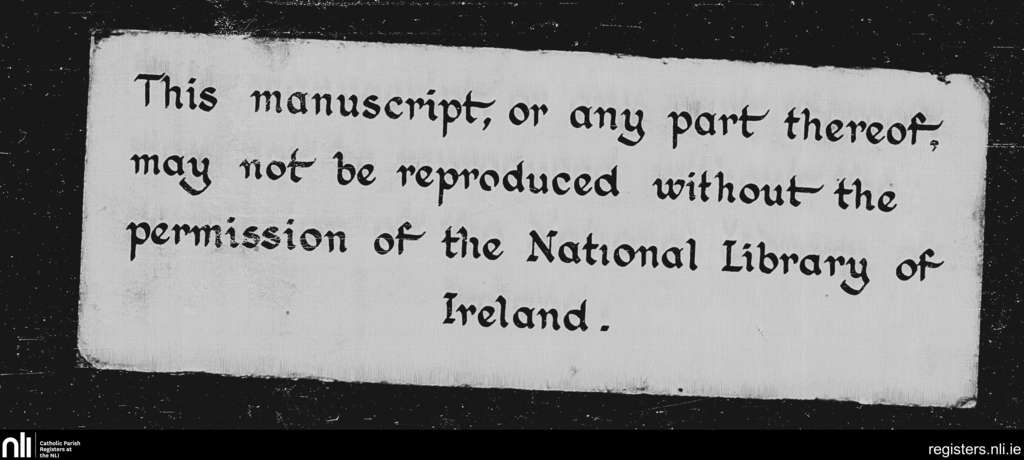 This manuscript, or any part thereof,
may not be reproduced without the
permission of the National Library of
Ireland.
nli
Catholic Parish
Registers at
the NLI
registers.nli.ie